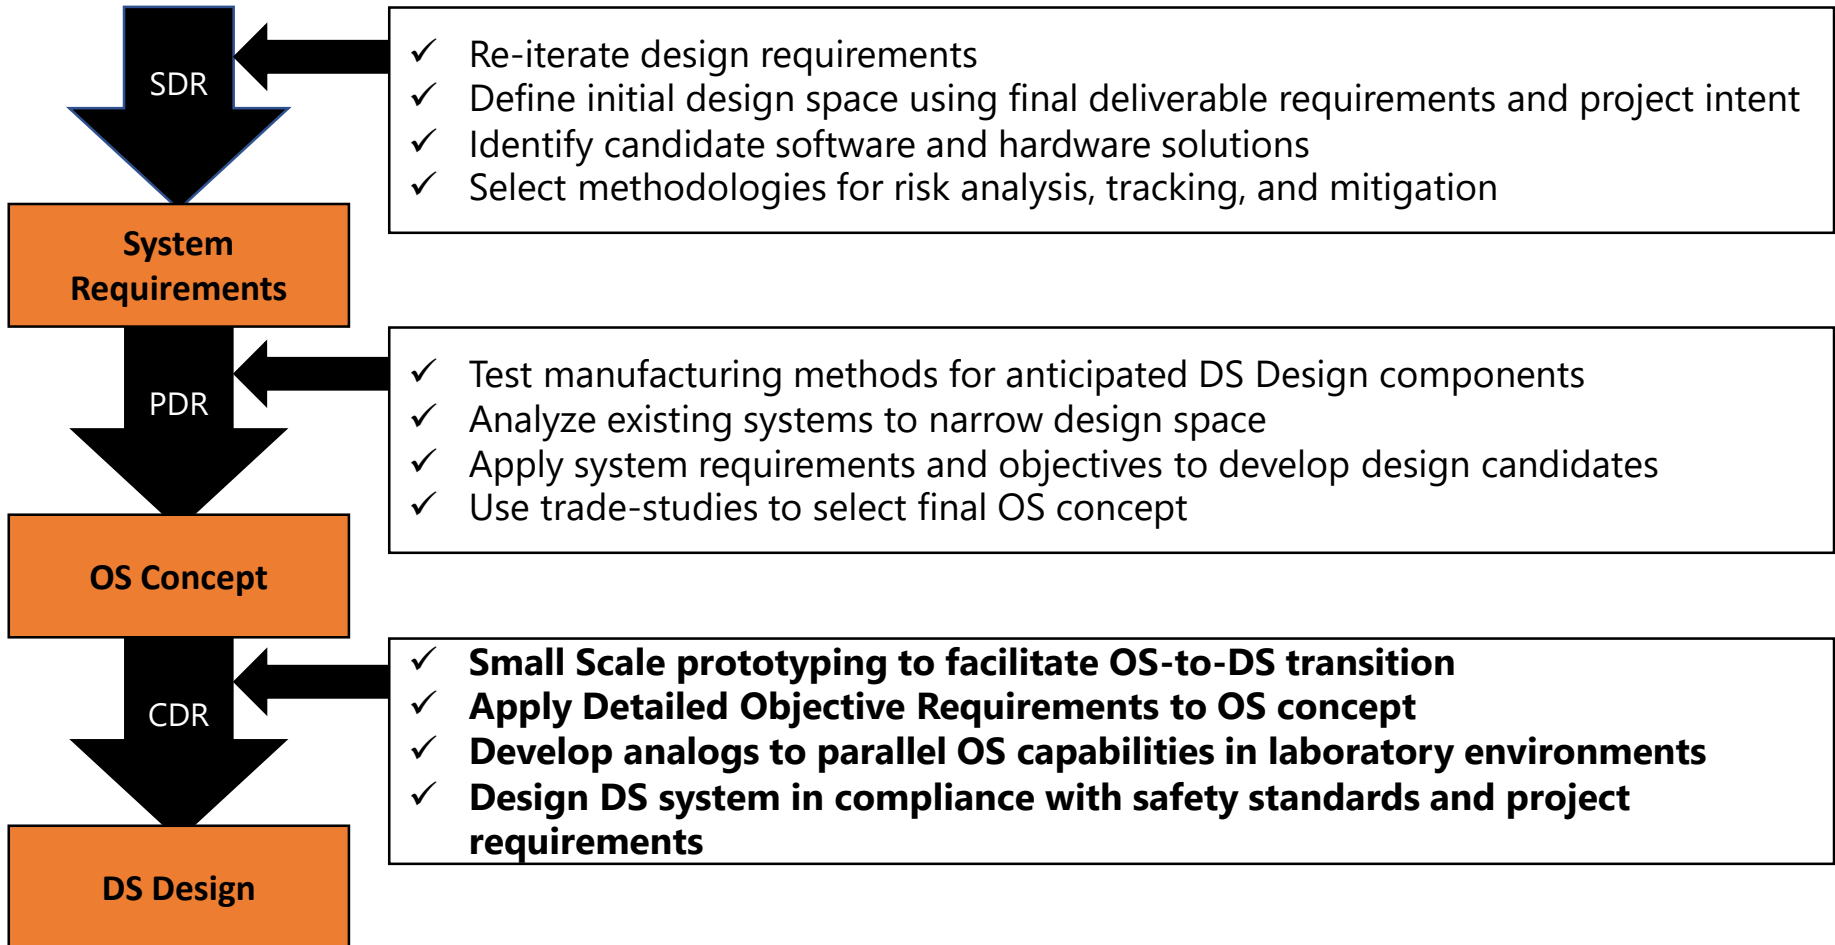 SDR
✓ Re-iterate design requirements
✓ Define initial design space using final deliverable requirements and project intent
✓ Identify candidate software and hardware solutions
✓ Select methodologies for risk analysis, tracking, and mitigation
System
Requirements
PDR
✓ Test manufacturing methods for anticipated DS Design components
✓ Analyze existing systems to narrow design space
✓ Apply system requirements and objectives to develop design candidates
✓ Use trade-studies to select final OS concept
OS Concept
CDR
✓ Small Scale prototyping to facilitate OS-to-DS transition
✓ Apply Detailed Objective Requirements to OS concept
✓ Develop analogs to parallel OS capabilities in laboratory environments
✓ Design DS system in compliance with safety standards and project
requirements
DS Design